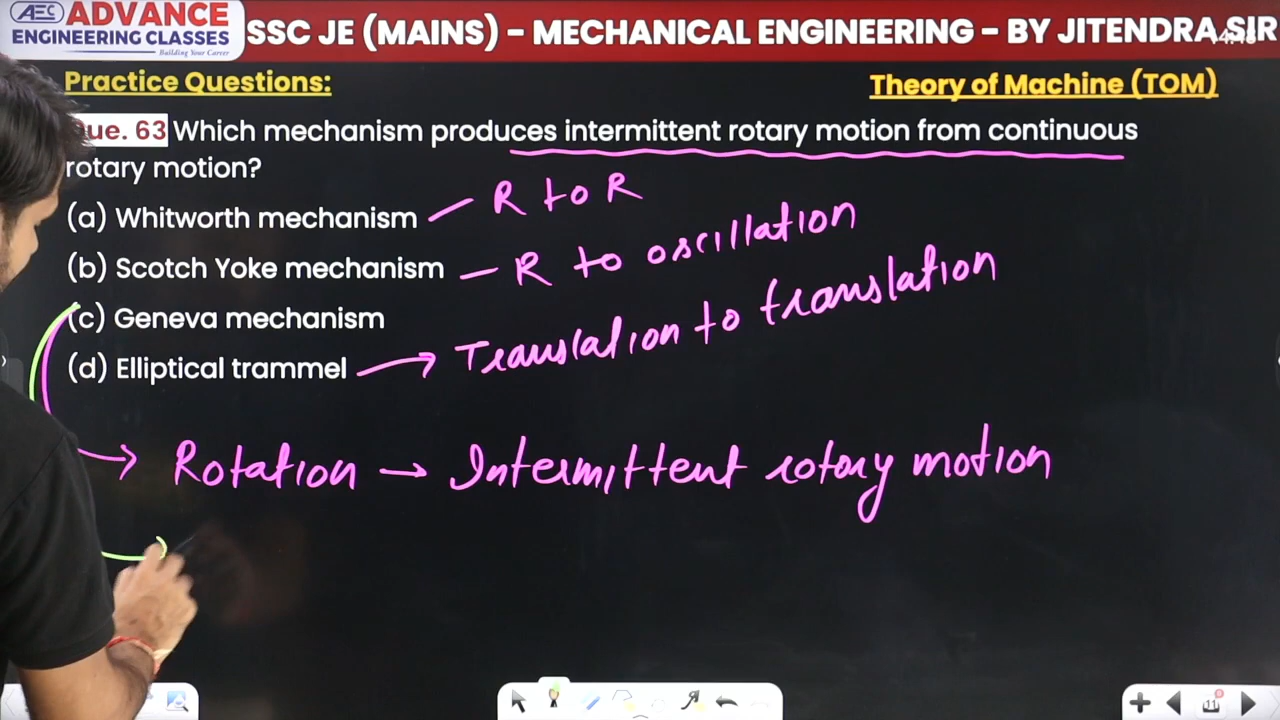 AEC ADVANCE
ENGINEERING CLASSES
Building Your Career
SSC JE (MAINS) – MECHANICAL ENGINEERING – BY JITENDRA SIR
Practice Questions:
Theory of Machine (TOM)
Que. 63 Which mechanism produces intermittent rotary motion from continuous
rotary motion?
(a) Whitworth mechanism — R to R
(b) Scotch Yoke mechanism — R to oscillation
(c) Geneva mechanism
(d) Elliptical trammel → Translation to translation
→ Rotation → Intermittent rotary motion
11